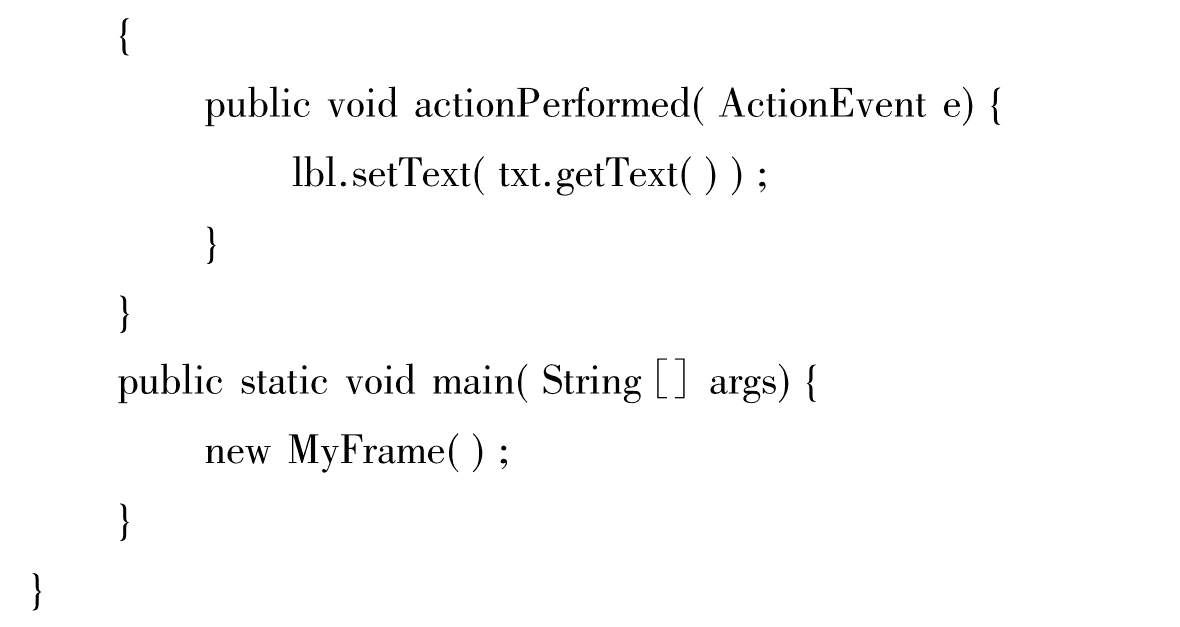 {
public void actionPerformed( ActionEvent e) {
lbl.setText( txt.getText( ) ) ;
}
}
public static void main( String [] args) {
new MyFrame( ) ;
}
}